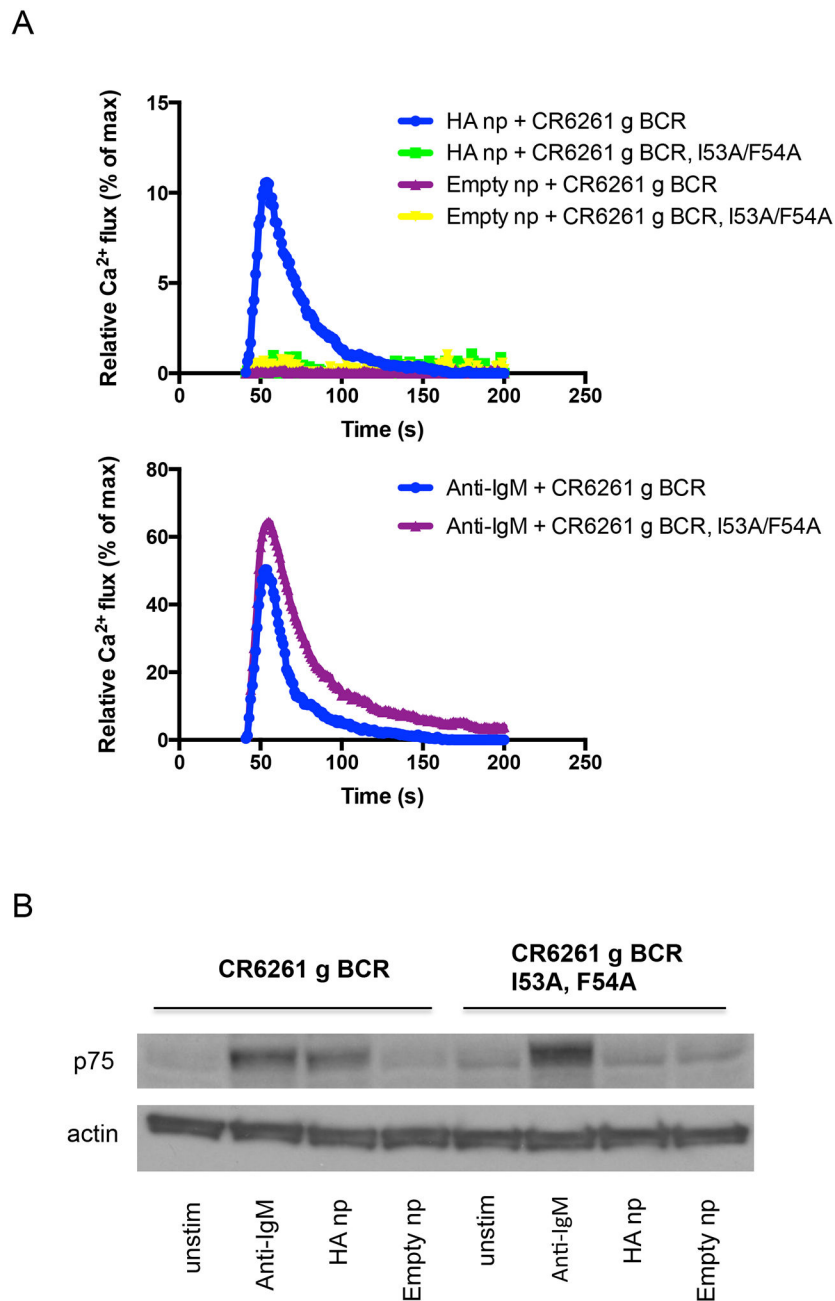 A
15
10
5
0
Relative Ca²⁺ flux (% of max)
0 50 100 150 200 250
Time (s)
HA np + CR6261 g BCR
HA np + CR6261 g BCR, I53A/F54A
Empty np + CR6261 g BCR
Empty np + CR6261 g BCR, I53A/F54A
80
60
40
20
0
Relative Ca²⁺ flux (% of max)
0 50 100 150 200 250
Time (s)
Anti-IgM + CR6261 g BCR
Anti-IgM + CR6261 g BCR, I53A/F54A
B
CR6261 g BCR
CR6261 g BCR
I53A, F54A
p75
actin
unstim
Anti-IgM
HA np
Empty np
unstim
Anti-IgM
HA np
Empty np